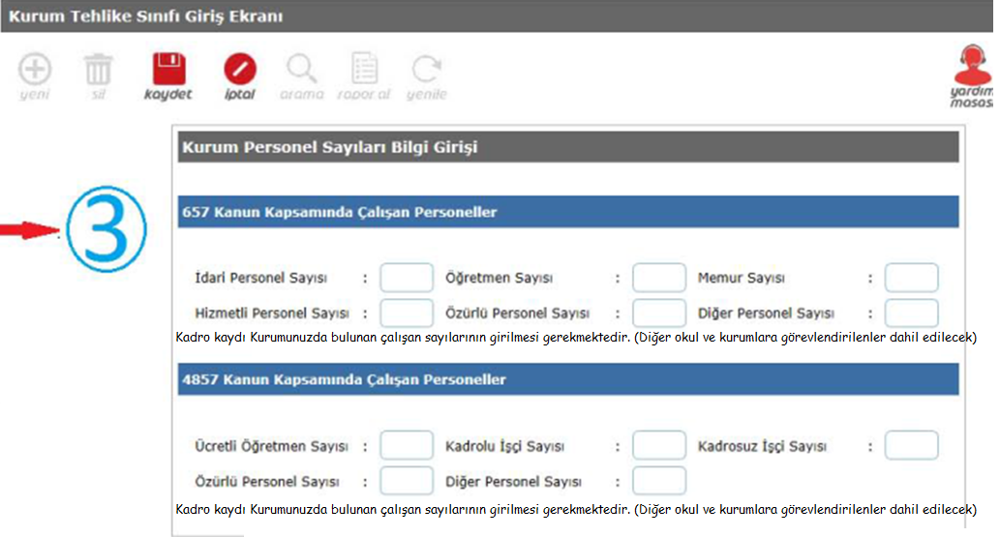 Kurum Tehlike Sınıfı Giriş Ekranı
yeni sil kaydet iptal arama rapor al yenile yardım
masası
Kurum Personel Sayıları Bilgi Girişi
3
657 Kanun Kapsamında Çalışan Personeller
İdari Personel Sayısı : Öğretmen Sayısı : Memur Sayısı :
Hizmetli Personel Sayısı : Özürlü Personel Sayısı : Diğer Personel Sayısı :
Kadro kaydı Kurumunuzda bulunan çalışan sayılarının girilmesi gerekmektedir. (Diğer okul ve kurumlara görevlendirilenler dahil edilecek)
4857 Kanun Kapsamında Çalışan Personeller
Ücretli Öğretmen Sayısı : Kadrolu İşçi Sayısı : Kadrosuz İşçi Sayısı :
Özürlü Personel Sayısı : Diğer Personel Sayısı :
Kadro kaydı Kurumunuzda bulunan çalışan sayılarının girilmesi gerekmektedir. (Diğer okul ve kurumlara görevlendirilenler dahil edilecek)